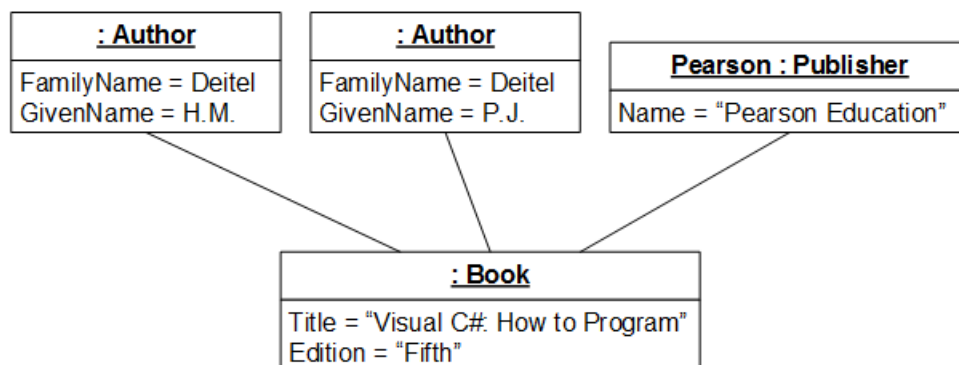 : Author
FamilyName = Deitel
GivenName = H.M.
: Author
FamilyName = Deitel
GivenName = P.J.
Pearson : Publisher
Name = “Pearson Education”
: Book
Title = “Visual C#: How to Program”
Edition = “Fifth”